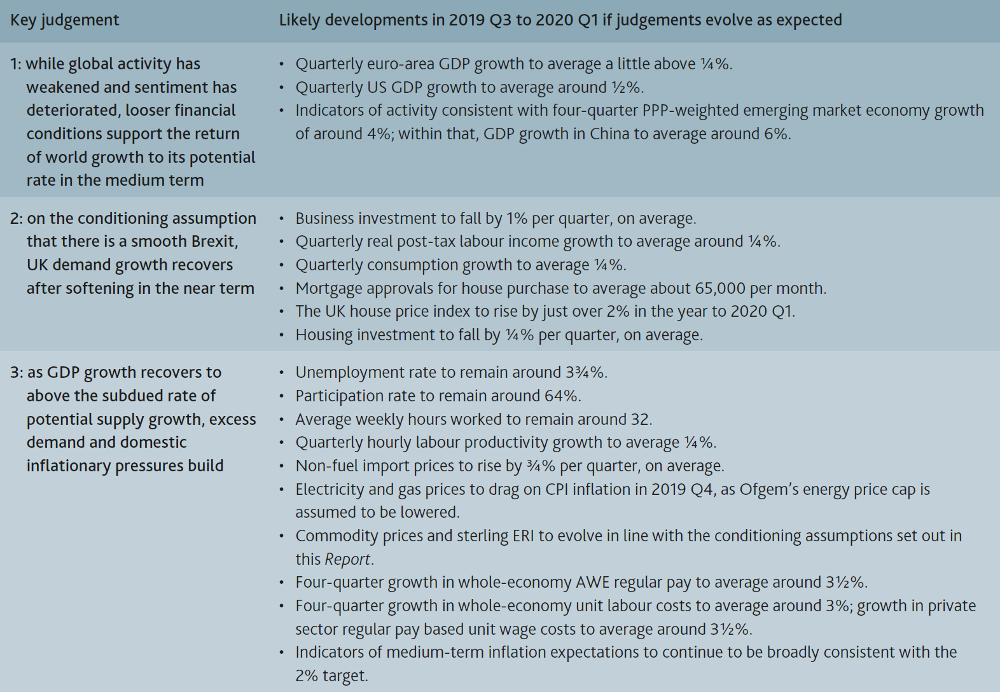 Key judgement
Likely developments in 2019 Q3 to 2020 Q1 if judgements evolve as expected
1: while global activity has
weakened and sentiment has
deteriorated, looser financial
conditions support the return
of world growth to its potential
rate in the medium term
• Quarterly euro-area GDP growth to average a little above ¼%.
• Quarterly US GDP growth to average around ½%.
• Indicators of activity consistent with four-quarter PPP-weighted emerging market economy growth
of around 4%; within that, GDP growth in China to average around 6%.
2: on the conditioning assumption
that there is a smooth Brexit,
UK demand growth recovers
after softening in the near term
• Business investment to fall by 1% per quarter, on average.
• Quarterly real post-tax labour income growth to average around ¼%.
• Quarterly consumption growth to average ¼%.
• Mortgage approvals for house purchase to average about 65,000 per month.
• The UK house price index to rise by just over 2% in the year to 2020 Q1.
• Housing investment to fall by ¼% per quarter, on average.
3: as GDP growth recovers to
above the subdued rate of
potential supply growth, excess
demand and domestic
inflationary pressures build
• Unemployment rate to remain around 3¾%.
• Participation rate to remain around 64%.
• Average weekly hours worked to remain around 32.
• Quarterly hourly labour productivity growth to average ¼%.
• Non-fuel import prices to rise by ¾% per quarter, on average.
• Electricity and gas prices to drag on CPI inflation in 2019 Q4, as Ofgem’s energy price cap is
assumed to be lowered.
• Commodity prices and sterling ERI to evolve in line with the conditioning assumptions set out in
this Report.
• Four-quarter growth in whole-economy AWE regular pay to average around 3½%.
• Four-quarter growth in whole-economy unit labour costs to average around 3%; growth in private
sector regular pay based unit wage costs to average around 3½%.
• Indicators of medium-term inflation expectations to continue to be broadly consistent with the
2% target.